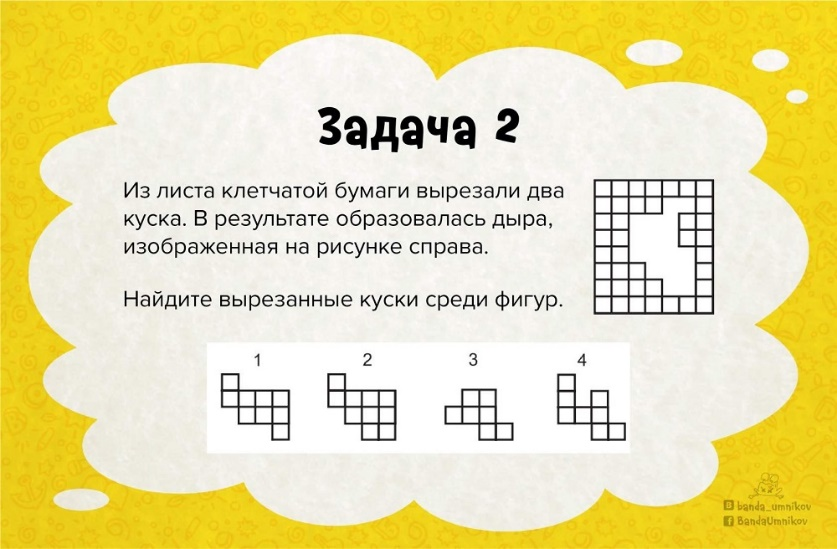 Задача 2
Из листа клетчатой бумаги вырезали два
куска. В результате образовалась дыра,
изображенная на рисунке справа.
Найдите вырезанные куски среди фигур.
1 2 3 4
banda_umnikov
BandaUmnikov